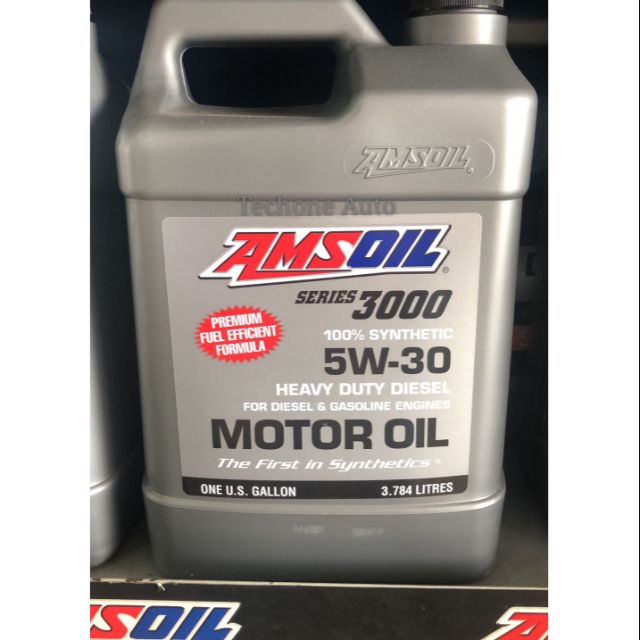 AMSOIL
Techone Auto
AMSOIL
SERIES 3000
PREMIUM
FUEL EFFICIENT
FORMULA
100% SYNTHETIC
5W-30
HEAVY DUTY DIESEL
FOR DIESEL & GASOLINE ENGINES
MOTOR OIL
The First in Synthetics®
ONE U.S. GALLON 3.784 LITRES
MSOIL